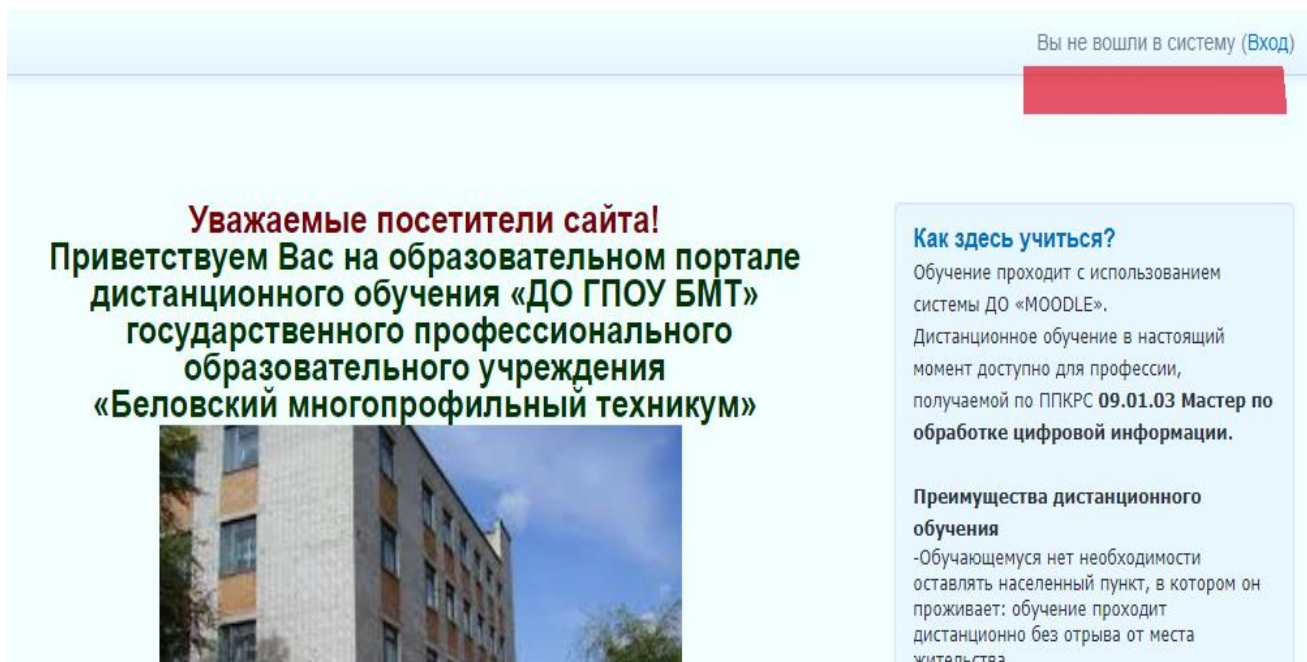 Вы не вошли в систему (Вход)
Уважаемые посетители сайта!
Приветствуем Вас на образовательном портале
дистанционного обучения «ДО ГПОУ БМТ»
государственного профессионального
образовательного учреждения
«Беловский многопрофильный техникум»
Как здесь учиться?
Обучение проходит с использованием
системы ДО «MOODLE».
Дистанционное обучение в настоящий
момент доступно для профессии,
получаемой по ППКРС 09.01.03 Мастер по
обработке цифровой информации.
Преимущества дистанционного
обучения
-Обучающемуся нет необходимости
оставлять населенный пункт, в котором он
проживает: обучение проходит
дистанционно без отрыва от места
жительства